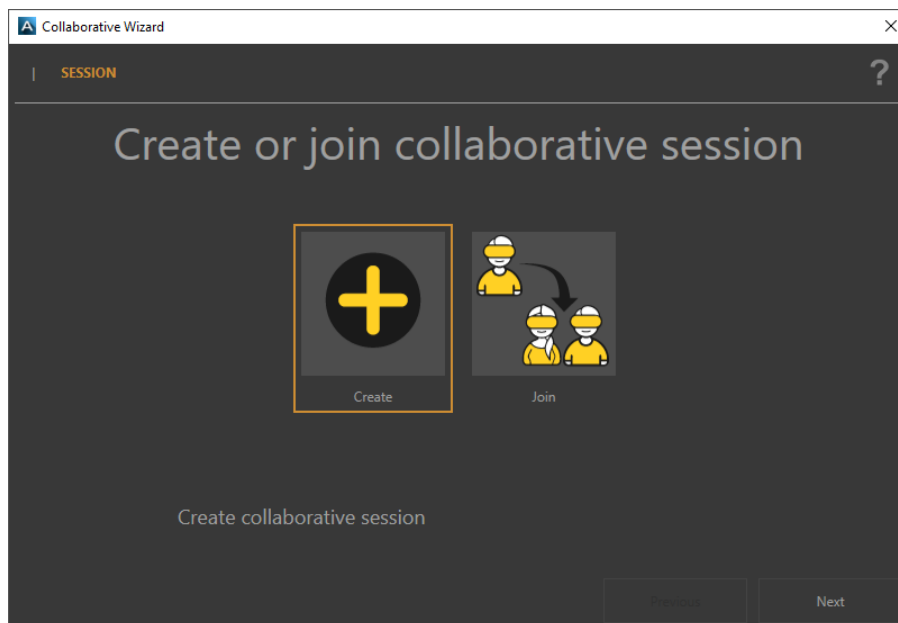 Collaborative Wizard
| SESSION
?
Create or join collaborative session
Create
Join
Create collaborative session
Previous
Next